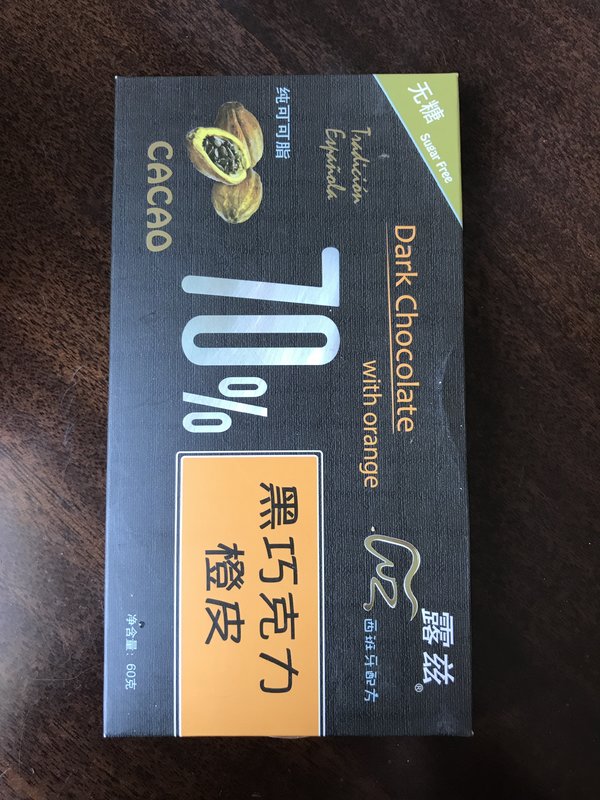 无糖
Sugar Free
Dark Chocolate
with orange
露兹®
Luz
西班牙配方
Tradición
Española
纯可可脂
70%
CACAO
黑巧克力
橙皮
净含量：60克